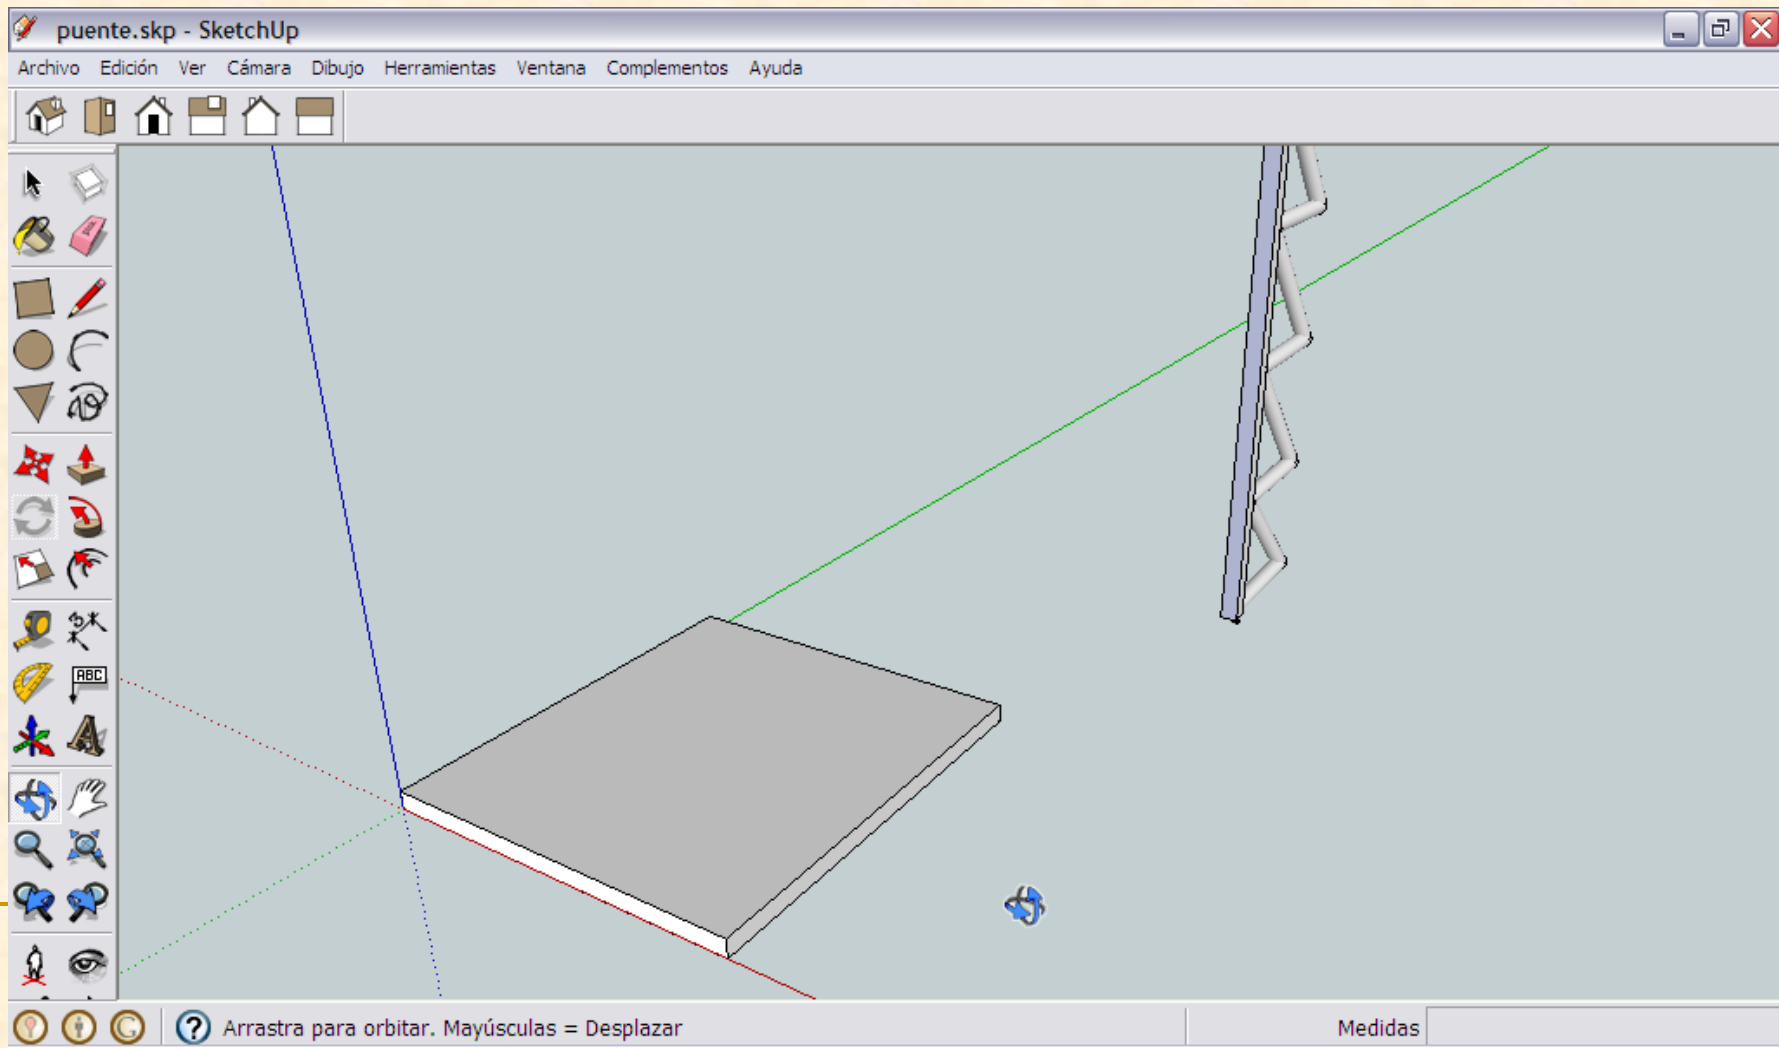 puente.skp - SketchUp
Archivo Edición Ver Cámara Dibujo Herramientas Ventana Complementos Ayuda
ABC
Arrastra para orbitar. Mayúsculas = Desplazar
Medidas